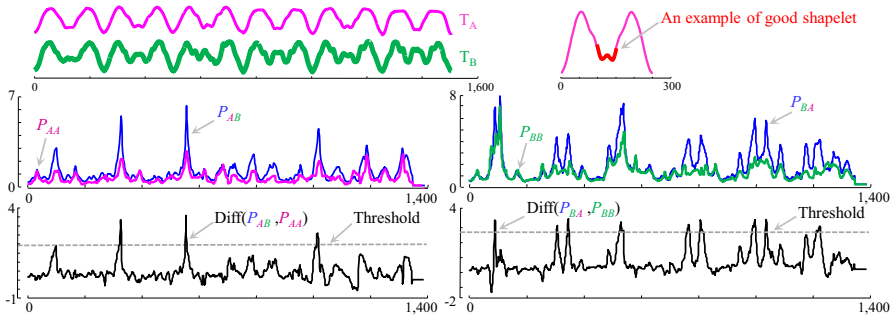 T_A
T_B
0
1,600
An example of good shapelet
0
150
300
7
0
P_AA
P_AB
1,400
8
0
P_BB
P_BA
1,400
4
-1
Diff(P_AB ,P_AA)
Threshold
0
1,400
4
-2
Diff(P_BA ,P_BB)
Threshold
0
1,400